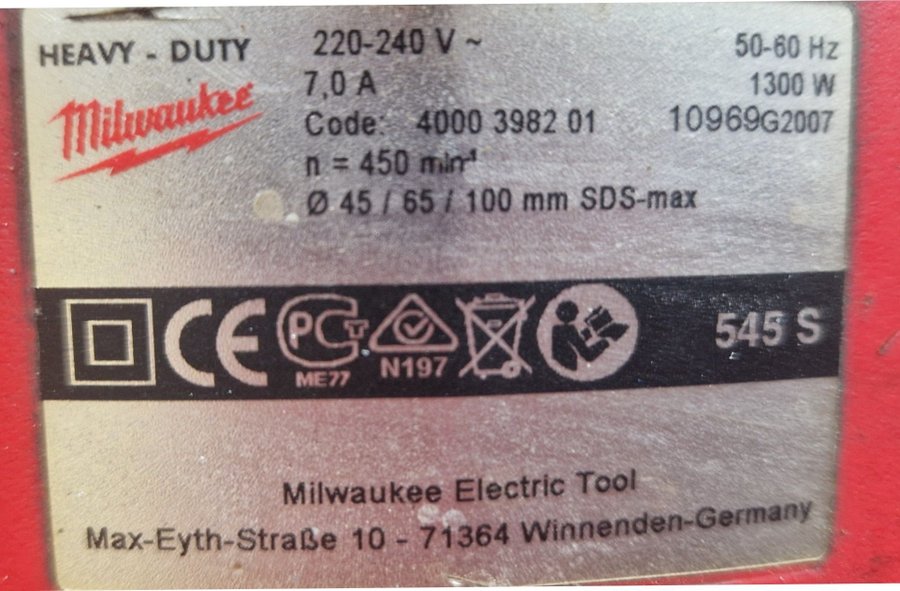 HEAVY - DUTY
Milwaukee
220-240 V ~ 50-60 Hz
7,0 A 1300 W
Code: 4000 3982 01 10969G2007
n = 450 min⁻¹
Ø 45 / 65 / 100 mm SDS-max
CE PCT ME77 N197 545 S
Milwaukee Electric Tool
Max-Eyth-Straße 10 - 71364 Winnenden-Germany